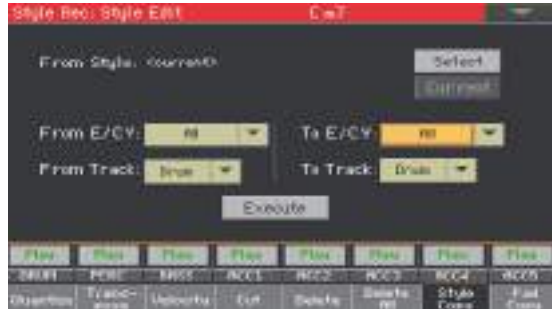 Style Rec: Style Edit
From Style: <current>
Select
Current
From E/CV: All To E/CV: All
From Track: Drum To Track: Drum
Execute
Play Play Play Play Play Play Play Play
DRUM PERC BASS ACC1 ACC2 ACC3 ACC4 ACC5
Quantize Trans-pose Velocity Cut Delete Delete All Style Copy Pad Copy